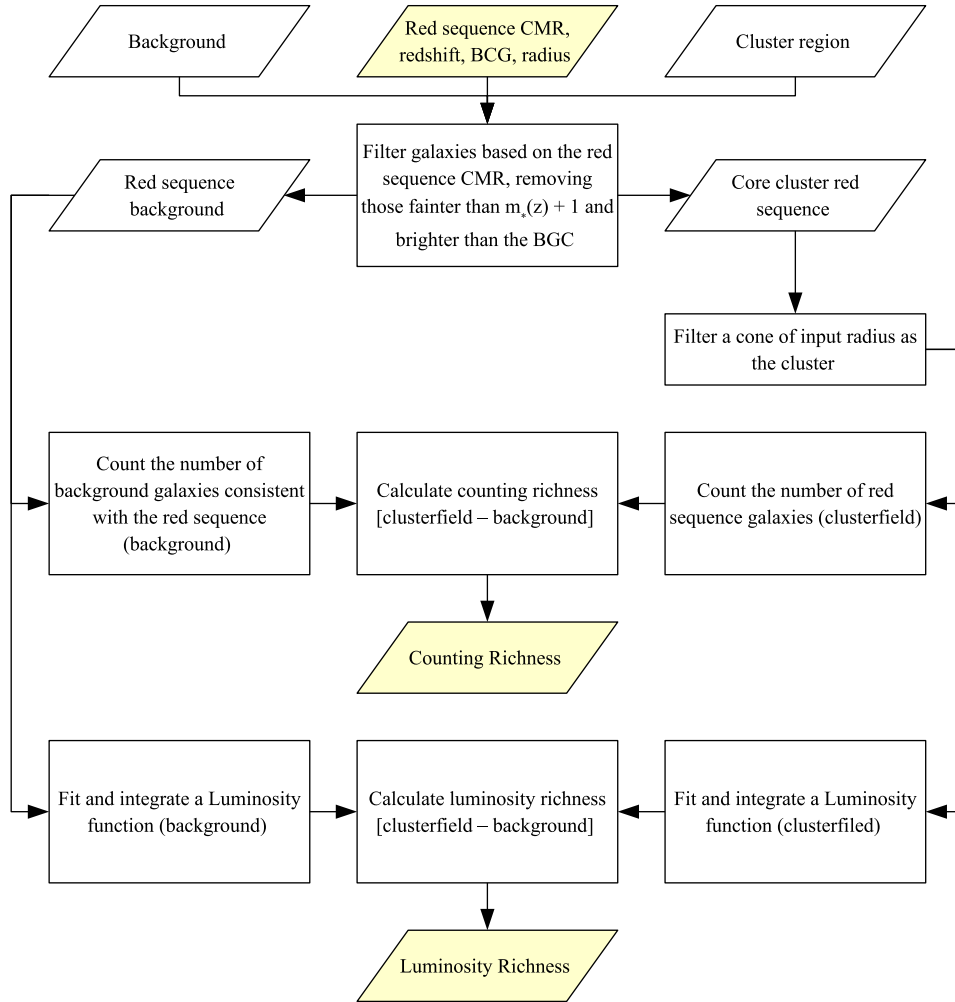 Background
Red sequence CMR,
redshift, BCG, radius
Cluster region
Filter galaxies based on the red
sequence CMR, removing
those fainter than m*(z) + 1 and
brighter than the BGC
Red sequence
background
Core cluster red
sequence
Filter a cone of input radius as
the cluster
Count the number of
background galaxies consistent
with the red sequence
(background)
Calculate counting richness
[clusterfield – background]
Count the number of red
sequence galaxies (clusterfield)
Counting Richness
Fit and integrate a Luminosity
function (background)
Calculate luminosity richness
[clusterfield – background]
Fit and integrate a Luminosity
function (clusterfiled)
Luminosity Richness